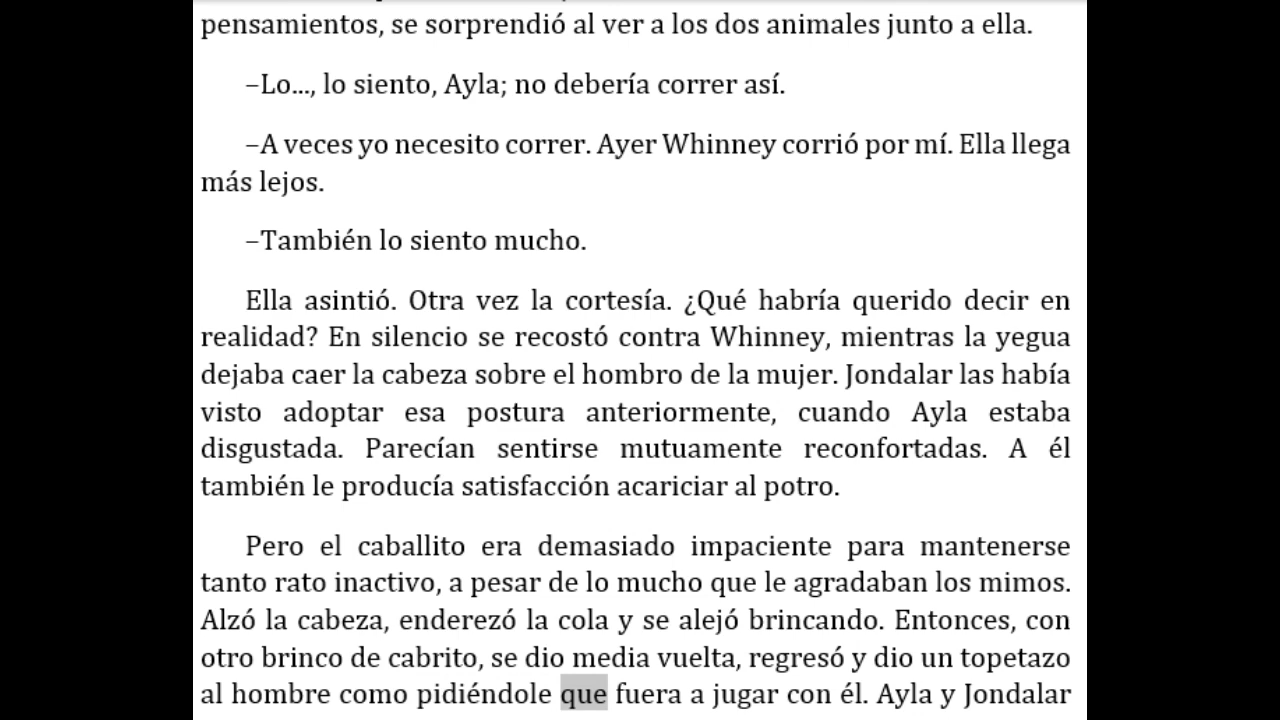 pensamientos, se sorprendió al ver a los dos animales junto a ella.
–Lo..., lo siento, Ayla; no debería correr así.
–A veces yo necesito correr. Ayer Whinney corrió por mí. Ella llega
más lejos.
–También lo siento mucho.
Ella asintió. Otra vez la cortesía. ¿Qué habría querido decir en
realidad? En silencio se recostó contra Whinney, mientras la yegua
dejaba caer la cabeza sobre el hombro de la mujer. Jondalar las había
visto adoptar esa postura anteriormente, cuando Ayla estaba
disgustada. Parecían sentirse mutuamente reconfortadas. A él
también le producía satisfacción acariciar al potro.
Pero el caballito era demasiado impaciente para mantenerse
tanto rato inactivo, a pesar de lo mucho que le agradaban los mimos.
Alzó la cabeza, enderezó la cola y se alejó brincando. Entonces, con
otro brinco de cabrito, se dio media vuelta, regresó y dio un topetazo
al hombre como pidiéndole que fuera a jugar con él. Ayla y Jondalar